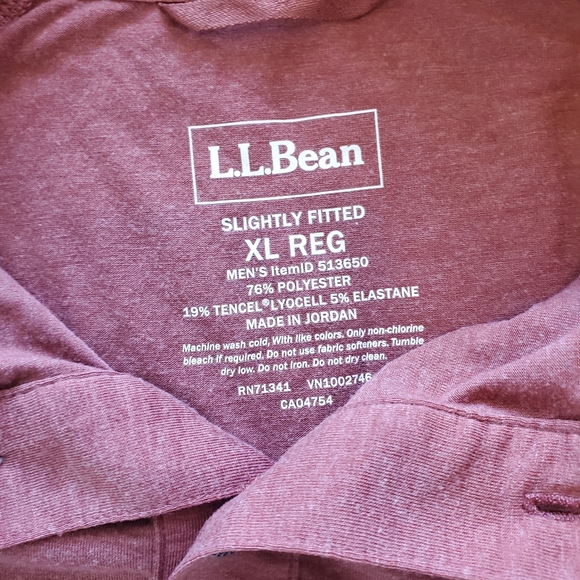 L.L.Bean
SLIGHTLY FITTED
XL REG
MEN'S ItemID 513650
76% POLYESTER
19% TENCEL®LYOCELL 5% ELASTANE
MADE IN JORDAN
Machine wash cold, With like colors. Only non-chlorine
bleach if required. Do not use fabric softeners. Tumble
dry low. Do not iron. Do not dry clean.
RN71341 VN1002746
CA04754